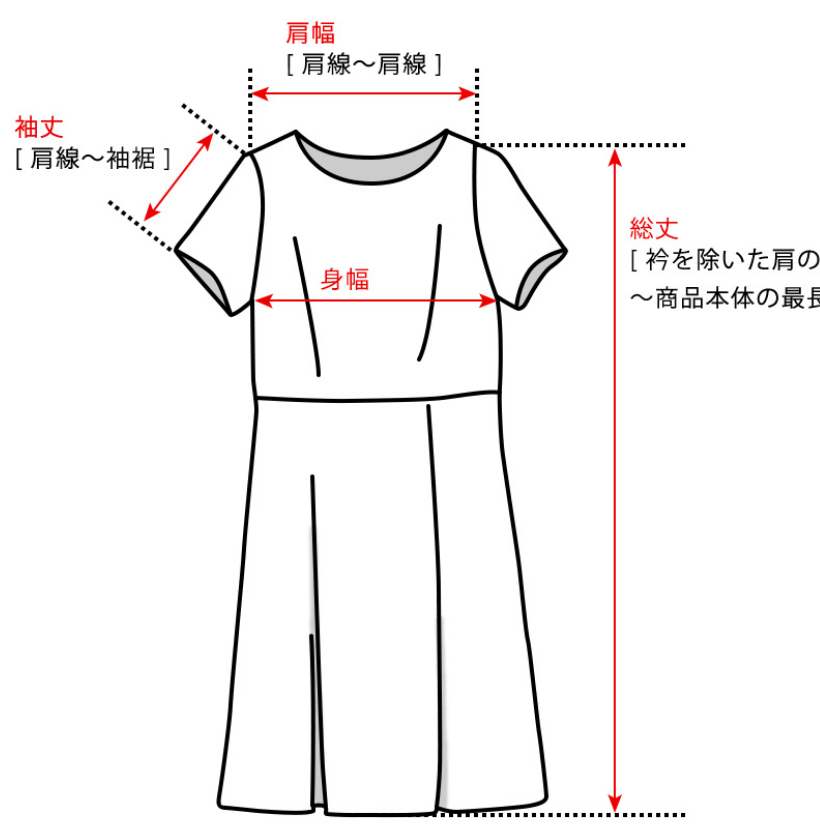 肩幅
[ 肩線～肩線 ]
袖丈
[ 肩線～袖裾 ]
総丈
[ 衿を除いた肩の
～商品本体の最長
身幅